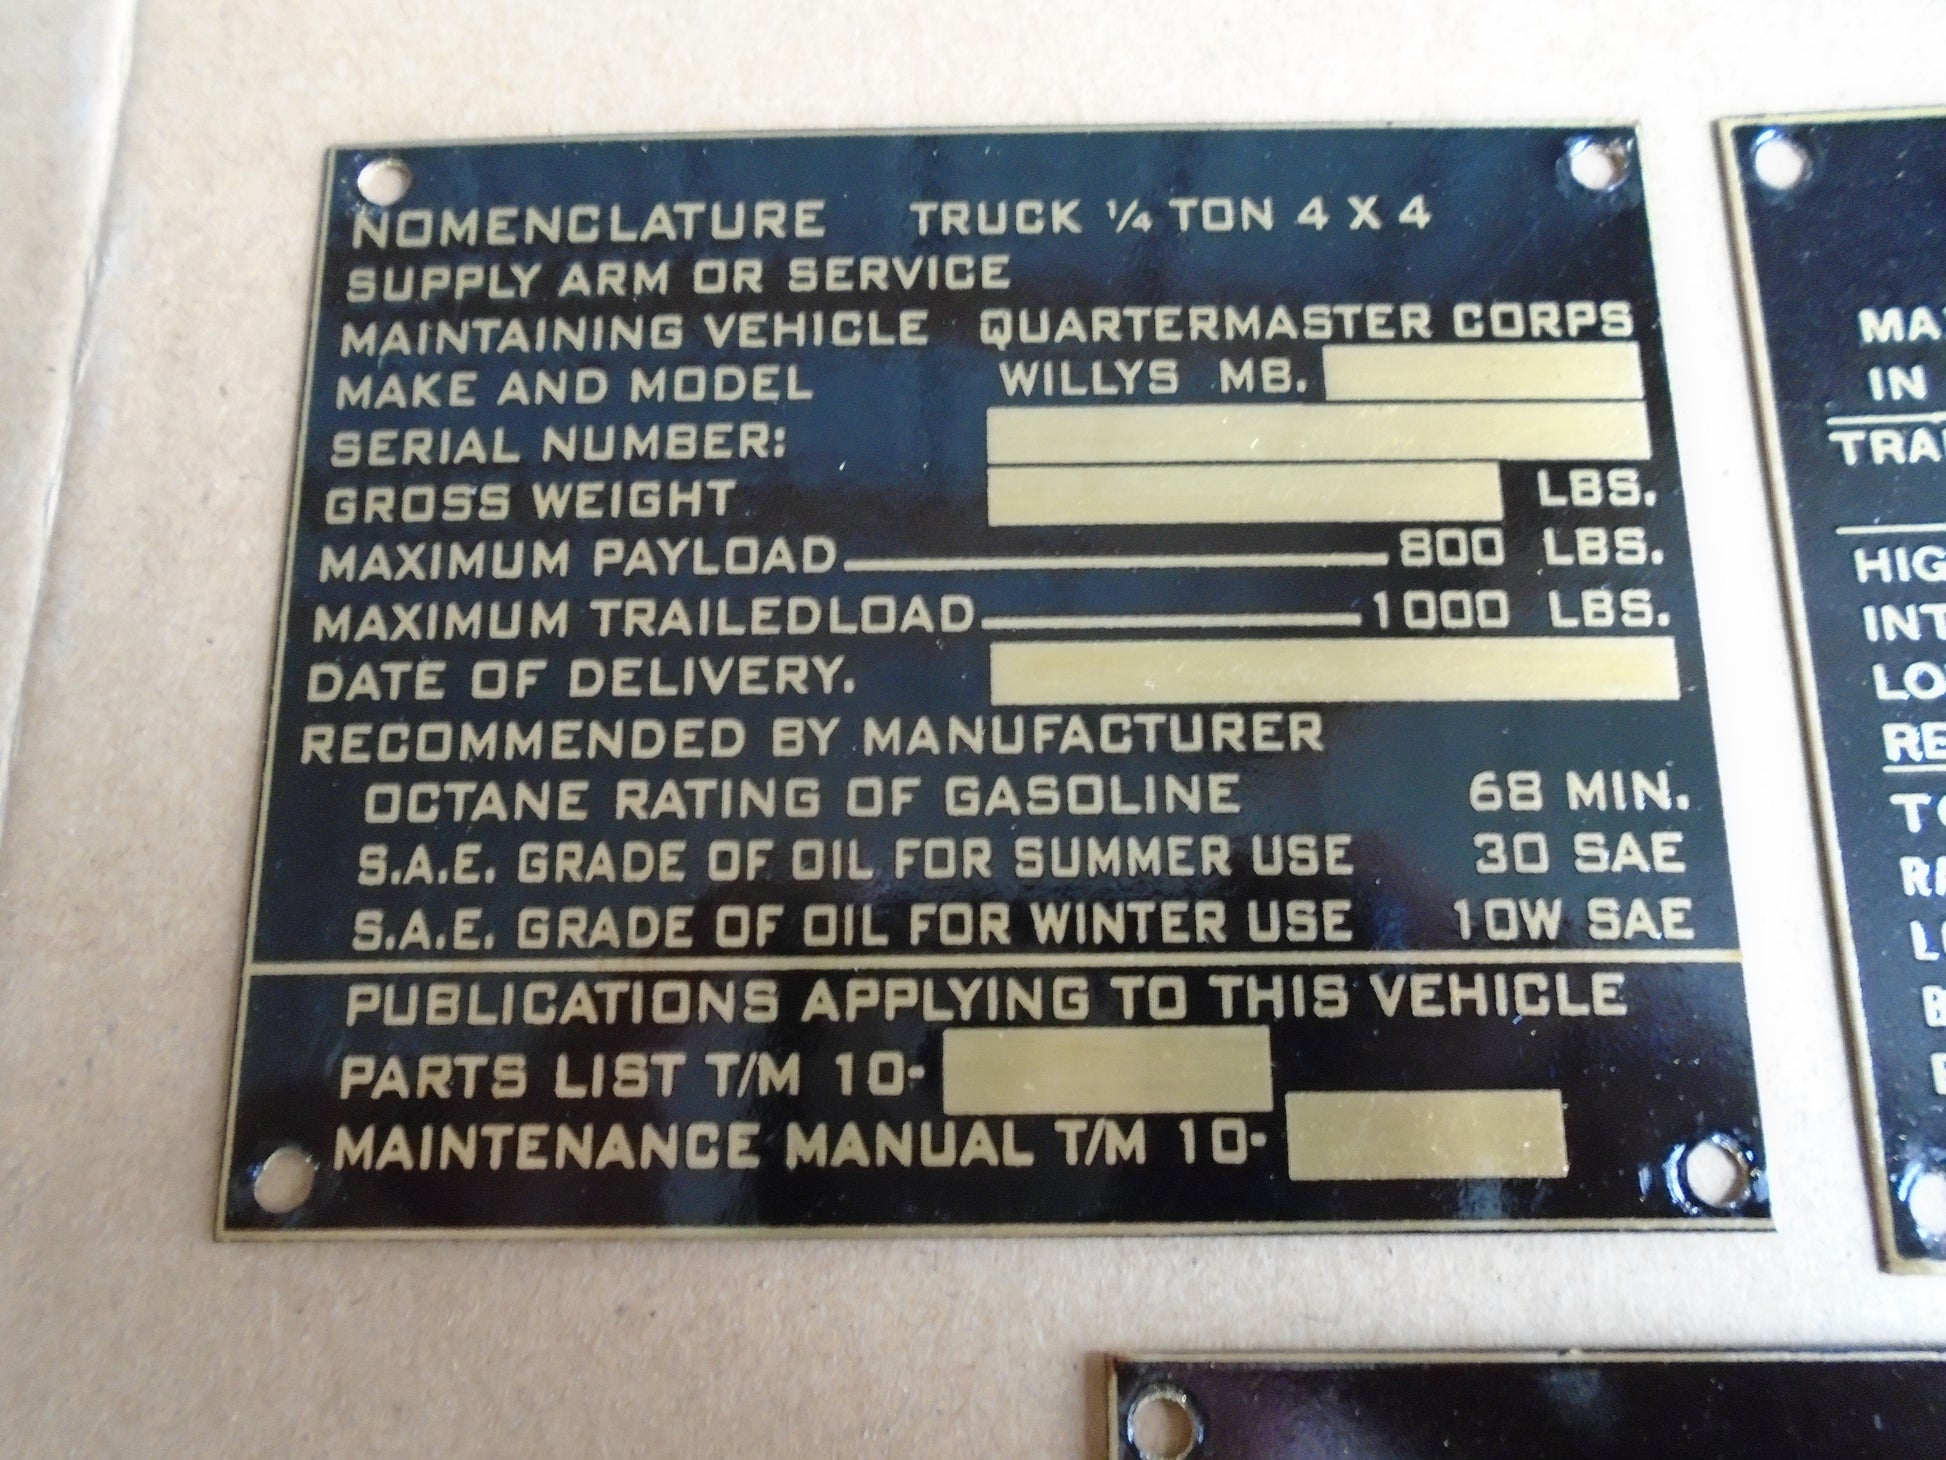 NOMENCLATURE TRUCK ¼ TON 4 X 4
SUPPLY ARM OR SERVICE
MAINTAINING VEHICLE QUARTERMASTER CORPS
MAKE AND MODEL WILLYS MB.
SERIAL NUMBER:
GROSS WEIGHT LBS.
MAXIMUM PAYLOAD 800 LBS.
MAXIMUM TRAILEDLOAD 1000 LBS.
DATE OF DELIVERY.
RECOMMENDED BY MANUFACTURER
OCTANE RATING OF GASOLINE 68 MIN.
S.A.E. GRADE OF OIL FOR SUMMER USE 30 SAE
S.A.E. GRADE OF OIL FOR WINTER USE 10W SAE
PUBLICATIONS APPLYING TO THIS VEHICLE
PARTS LIST T/M 10-
MAINTENANCE MANUAL T/M 10-
IN